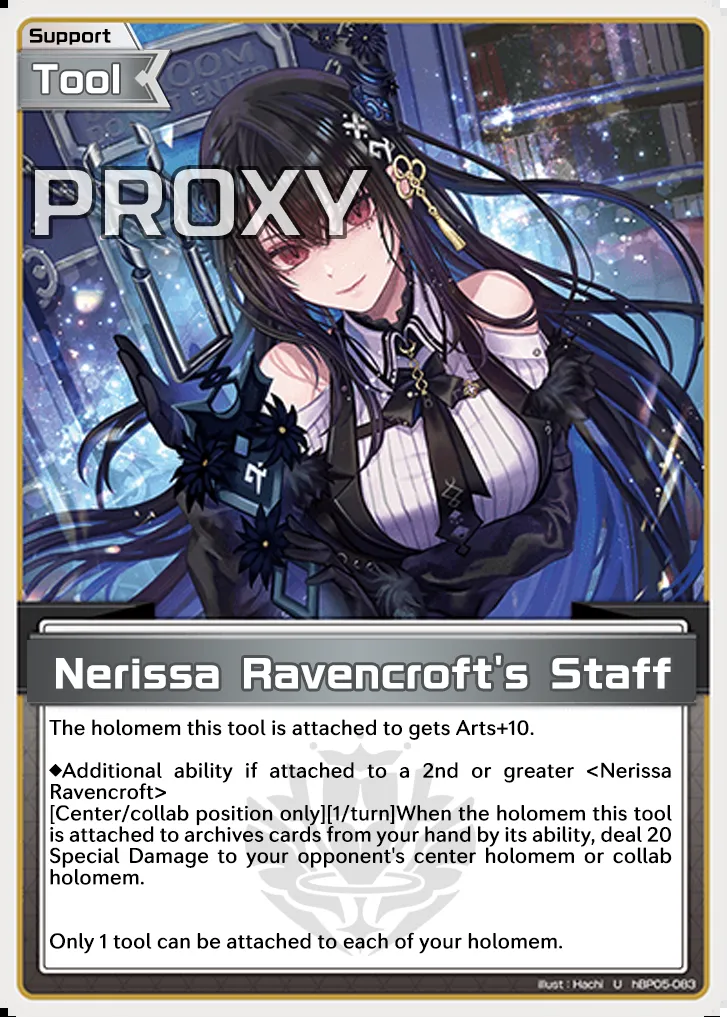 Support
Tool
PROXY
Nerissa Ravencroft's Staff
The holomem this tool is attached to gets Arts+10.
◆Additional ability if attached to a 2nd or greater <Nerissa
Ravencroft>
[Center/collab position only][1/turn]When the holomem this tool
is attached to archives cards from your hand by its ability, deal 20
Special Damage to your opponent's center holomem or collab
holomem.
Only 1 tool can be attached to each of your holomem.
illust : Hachi U hBP05-083